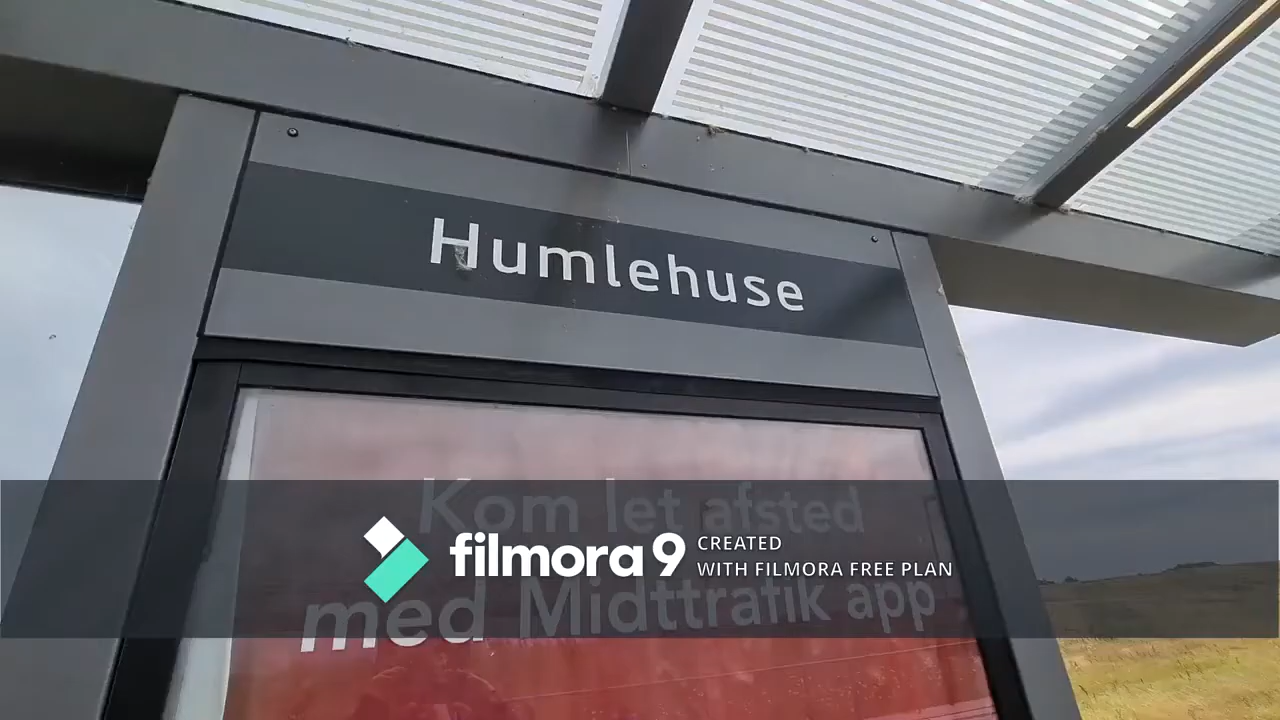 Humlehuse
Kom let afsted
filmora9 CREATED
WITH FILMORA FREE PLAN
med Midttrafik app